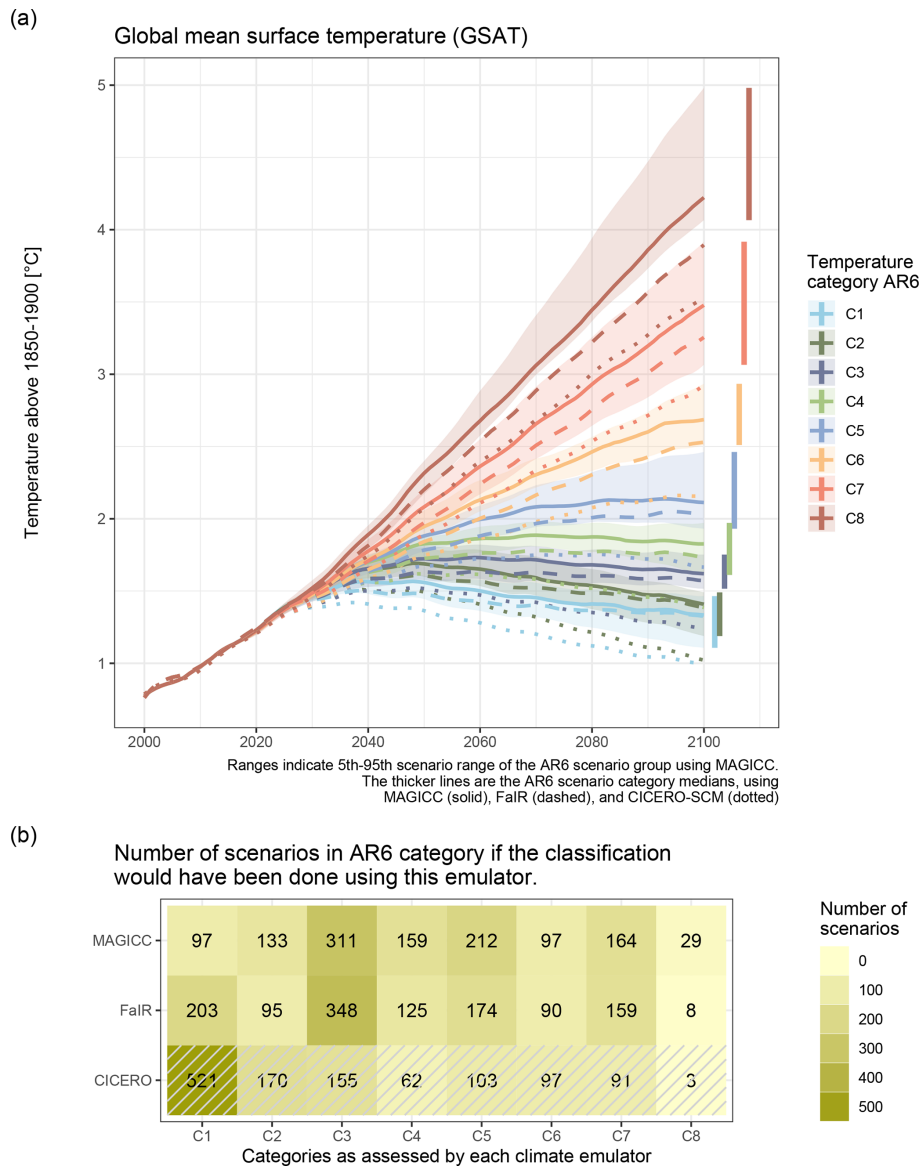 (a)
Global mean surface temperature (GSAT)
Temperature above 1850-1900 [°C]
5
4
3
2
1
2000 2020 2040 2060 2080 2100
Ranges indicate 5th-95th scenario range of the AR6 scenario group using MAGICC.
The thicker lines are the AR6 scenario category medians, using
MAGICC (solid), FaIR (dashed), and CICERO-SCM (dotted)
Temperature
category AR6
C1
C2
C3
C4
C5
C6
C7
C8
(b)
Number of scenarios in AR6 category if the classification
would have been done using this emulator.
MAGICC 97 133 311 159 212 97 164 29
FaIR 203 95 348 125 174 90 159 8
CICERO 521 170 155 62 103 97 91 3
C1 C2 C3 C4 C5 C6 C7 C8
Categories as assessed by each climate emulator
Number of
scenarios
0
100
200
300
400
500